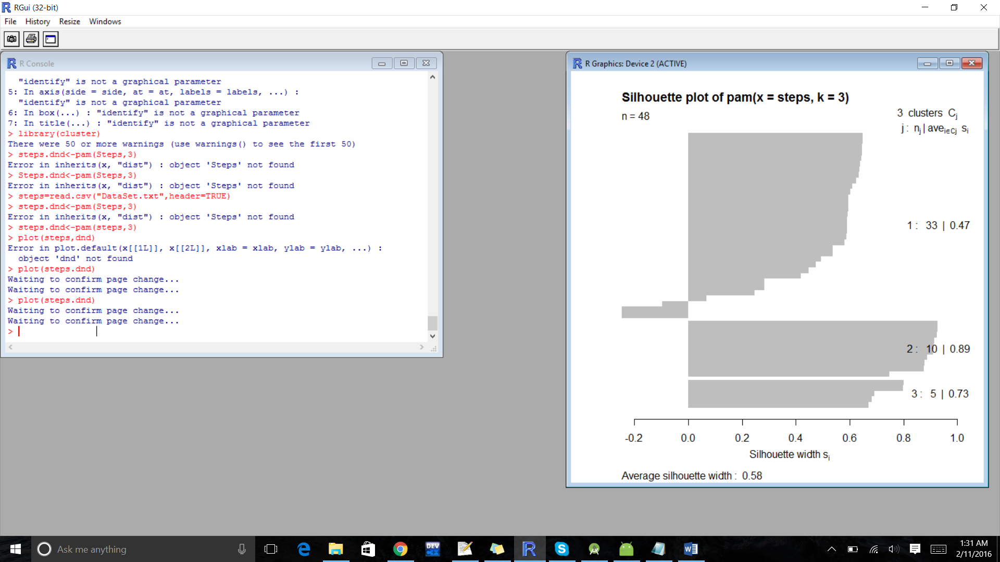 RGui (32-bit)
File History Resize Windows
R Console
"identify" is not a graphical parameter
5: In axis(side = side, at = at, labels = labels, ...) :
"identify" is not a graphical parameter
6: In box(...) : "identify" is not a graphical parameter
7: In title(...) : "identify" is not a graphical parameter
> library(cluster)
There were 50 or more warnings (use warnings() to see the first 50)
> steps.dnd<-pam(Steps,3)
Error in inherits(x, "dist") : object 'Steps' not found
> Steps.dnd<-pam(Steps,3)
Error in inherits(x, "dist") : object 'Steps' not found
> steps=read.csv("DataSet.txt",header=TRUE)
> steps.dnd<-pam(Steps,3)
Error in inherits(x, "dist") : object 'Steps' not found
> steps.dnd<-pam(steps,3)
> plot(steps,dnd)
Error in plot.default(x[[1L]], x[[2L]], xlab = xlab, ylab = ylab, ...) :
object 'dnd' not found
> plot(steps.dnd)
Waiting to confirm page change...
Waiting to confirm page change...
> plot(steps.dnd)
Waiting to confirm page change...
Waiting to confirm page change...
>
R Graphics: Device 2 (ACTIVE)
Silhouette plot of pam(x = steps, k = 3)
n = 48
3 clusters Cj
j : nj | avei∈Cj si
1 : 33 | 0.47
2 : 10 | 0.89
3 : 5 | 0.73
-0.2 0.0 0.2 0.4 0.6 0.8 1.0
Silhouette width si
Average silhouette width : 0.58
Ask me anything
DEV
1:31 AM
2/11/2016